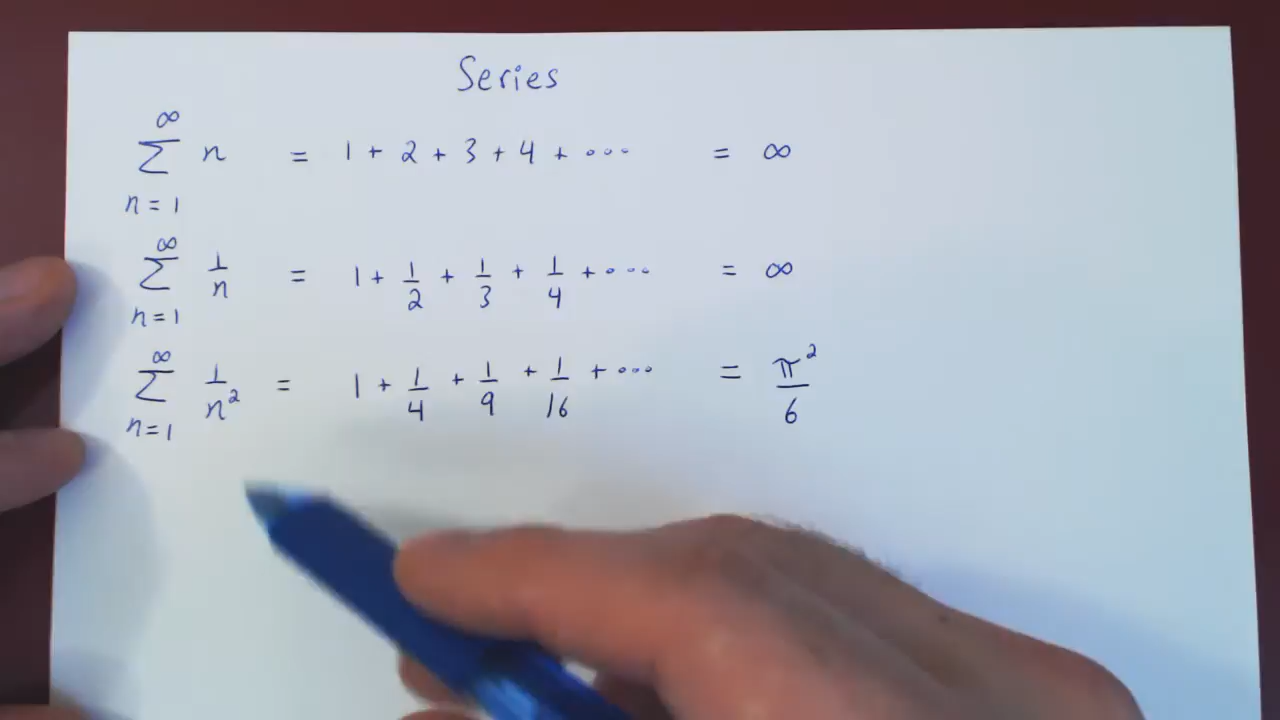 Series
∞
∑ n = 1 + 2 + 3 + 4 + ... = ∞
n = 1
∞
∑ 1/n = 1 + 1/2 + 1/3 + 1/4 + ... = ∞
n = 1
∞
∑ 1/n² = 1 + 1/4 + 1/9 + 1/16 + ... = π²/6
n = 1